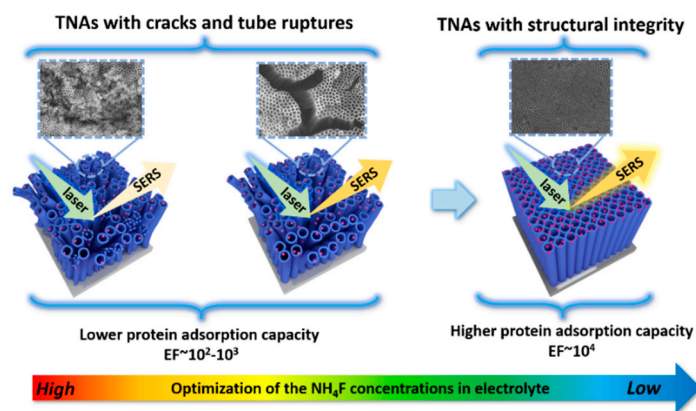 TNAs with cracks and tube ruptures
TNAs with structural integrity
laser
SERS
laser
SERS
laser
SERS
Lower protein adsorption capacity
EF~10²-10³
Higher protein adsorption capacity
EF~10⁴
High
Optimization of the NH₄F concentrations in electrolyte
Low